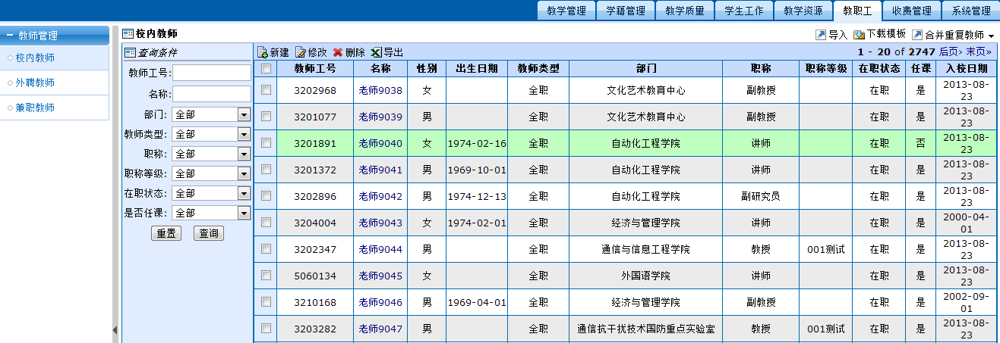 教学管理 学籍管理 教学质量 学生工作 教学资源 教职工 收费管理 系统管理
教师管理
校内教师
外聘教师
兼职教师
校内教师 导入 下载模板 合并重复教师
查询条件
教师工号:
名称:
部门: 全部
教师类型: 全部
职称: 全部
职称等级: 全部
在职状态: 全部
是否任课: 全部
重置 查询
新建 修改 删除 导出 1 - 20 of 2747 后页› 末页»
教师工号 名称 性别 出生日期 教师类型 部门 职称 职称等级 在职状态 任课 入校日期
3202968 老师9038 女 全职 文化艺术教育中心 副教授 在职 是 2013-08-23
3201077 老师9039 男 全职 文化艺术教育中心 副教授 在职 是 2013-08-23
3201891 老师9040 女 1974-02-16 全职 自动化工程学院 讲师 在职 否 2013-08-23
3201372 老师9041 男 1969-10-01 全职 自动化工程学院 讲师 在职 是 2013-08-23
3202896 老师9042 男 1974-12-13 全职 自动化工程学院 副研究员 在职 是 2013-08-23
3204004 老师9043 女 1974-02-01 全职 经济与管理学院 讲师 在职 是 2000-04-01
3202347 老师9044 男 全职 通信与信息工程学院 教授 001测试 在职 是 2013-08-23
5060134 老师9045 女 全职 外国语学院 讲师 在职 是 2013-08-23
3210168 老师9046 男 1969-04-01 全职 经济与管理学院 副教授 在职 是 2002-09-01
3203282 老师9047 男 全职 通信抗干扰技术国防重点实验室 教授 001测试 在职 是 2013-08-23